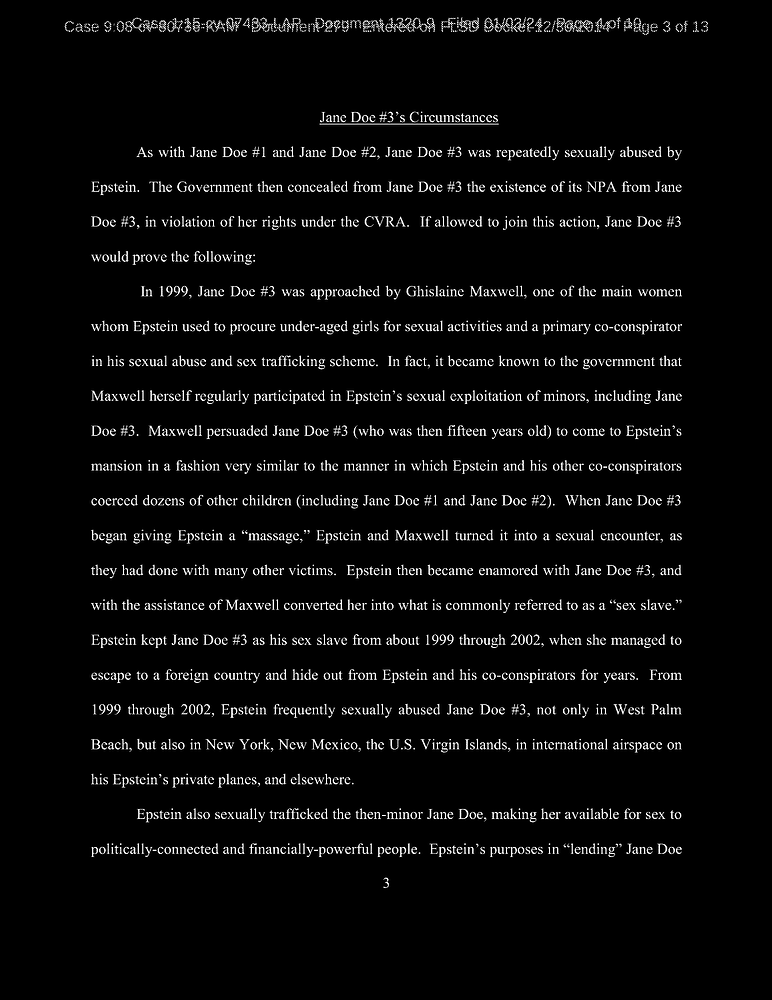 Case 1:15-cv-07433-LAP Document 1320-9 Filed 01/03/24 Page 4 of
Case 9:08-cv-80736-KAM Document 279 Entered on FLSD Docket 12/30/2014 Page 3 of 13
Jane Doe #3’s Circumstances
As with Jane Doe #1 and Jane Doe #2, Jane Doe #3 was repeatedly sexually abused by
Epstein. The Government then concealed from Jane Doe #3 the existence of its NPA from Jane
Doe #3, in violation of her rights under the CVRA. If allowed to join this action, Jane Doe #3
would prove the following:
In 1999, Jane Doe #3 was approached by Ghislaine Maxwell, one of the main women
whom Epstein used to procure under-aged girls for sexual activities and a primary co-conspirator
in his sexual abuse and sex trafficking scheme. In fact, it became known to the government that
Maxwell herself regularly participated in Epstein’s sexual exploitation of minors, including Jane
Doe #3. Maxwell persuaded Jane Doe #3 (who was then fifteen years old) to come to Epstein’s
mansion in a fashion very similar to the manner in which Epstein and his other co-conspirators
coerced dozens of other children (including Jane Doe #1 and Jane Doe #2). When Jane Doe #3
began giving Epstein a “massage,” Epstein and Maxwell turned it into a sexual encounter, as
they had done with many other victims. Epstein then became enamored with Jane Doe #3, and
with the assistance of Maxwell converted her into what is commonly referred to as a “sex slave.”
Epstein kept Jane Doe #3 as his sex slave from about 1999 through 2002, when she managed to
escape to a foreign country and hide out from Epstein and his co-conspirators for years. From
1999 through 2002, Epstein frequently sexually abused Jane Doe #3, not only in West Palm
Beach, but also in New York, New Mexico, the U.S. Virgin Islands, in international airspace on
his Epstein’s private planes, and elsewhere.
Epstein also sexually trafficked the then-minor Jane Doe, making her available for sex to
politically-connected and financially-powerful people. Epstein’s purposes in “lending” Jane Doe
3